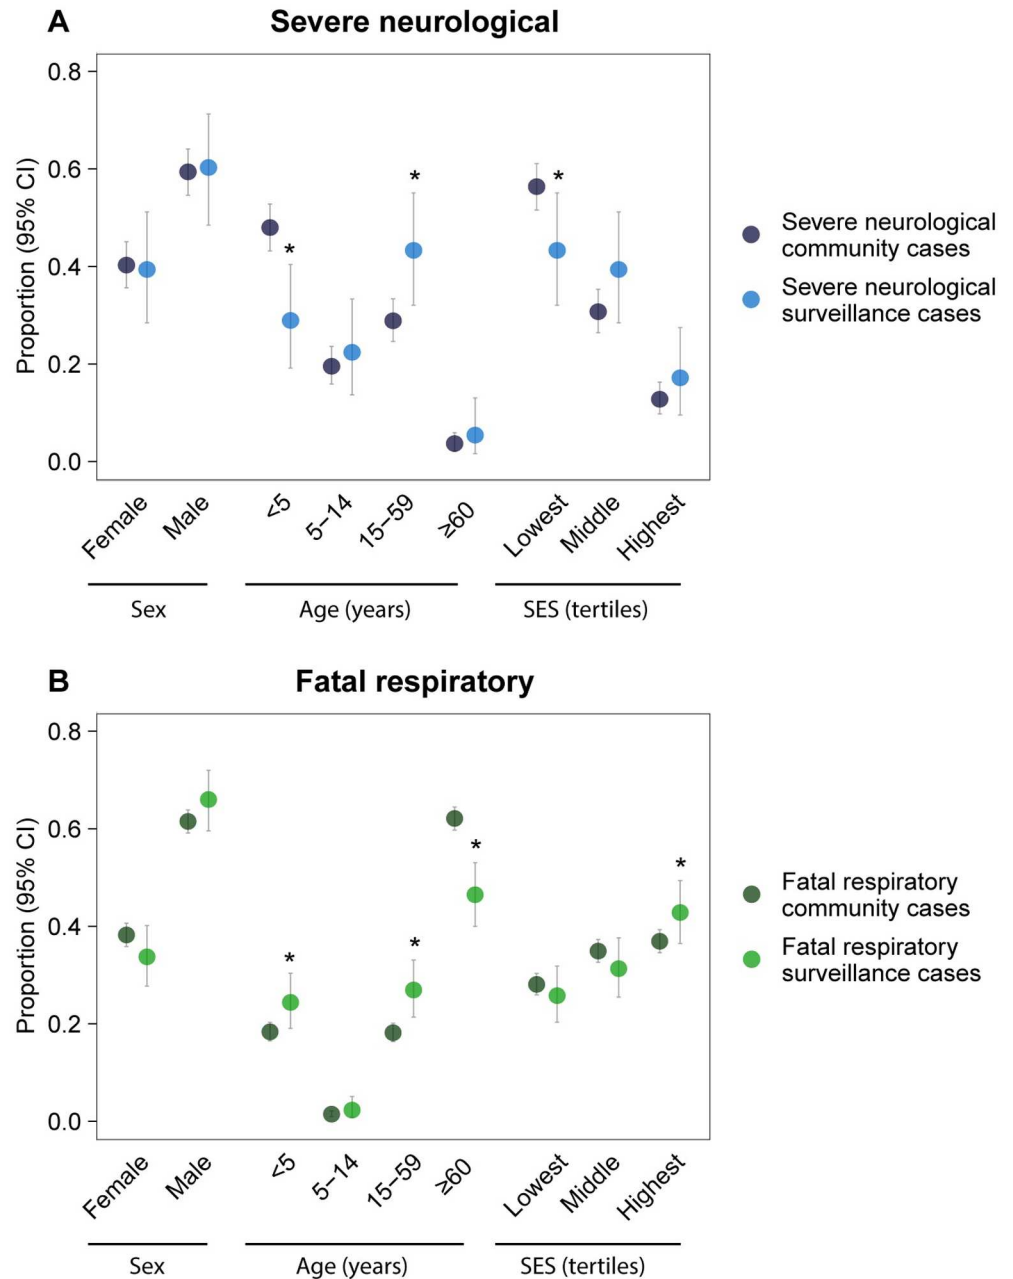 A
Severe neurological
Proportion (95% CI)
0.8
0.6
0.4
0.2
0.0
*
*
*
Female
Male
<5
5–14
15–59
≥60
Lowest
Middle
Highest
Sex
Age (years)
SES (tertiles)
Severe neurological
community cases
Severe neurological
surveillance cases
B
Fatal respiratory
Proportion (95% CI)
0.8
0.6
0.4
0.2
0.0
*
*
*
*
Female
Male
<5
5–14
15–59
≥60
Lowest
Middle
Highest
Sex
Age (years)
SES (tertiles)
Fatal respiratory
community cases
Fatal respiratory
surveillance cases